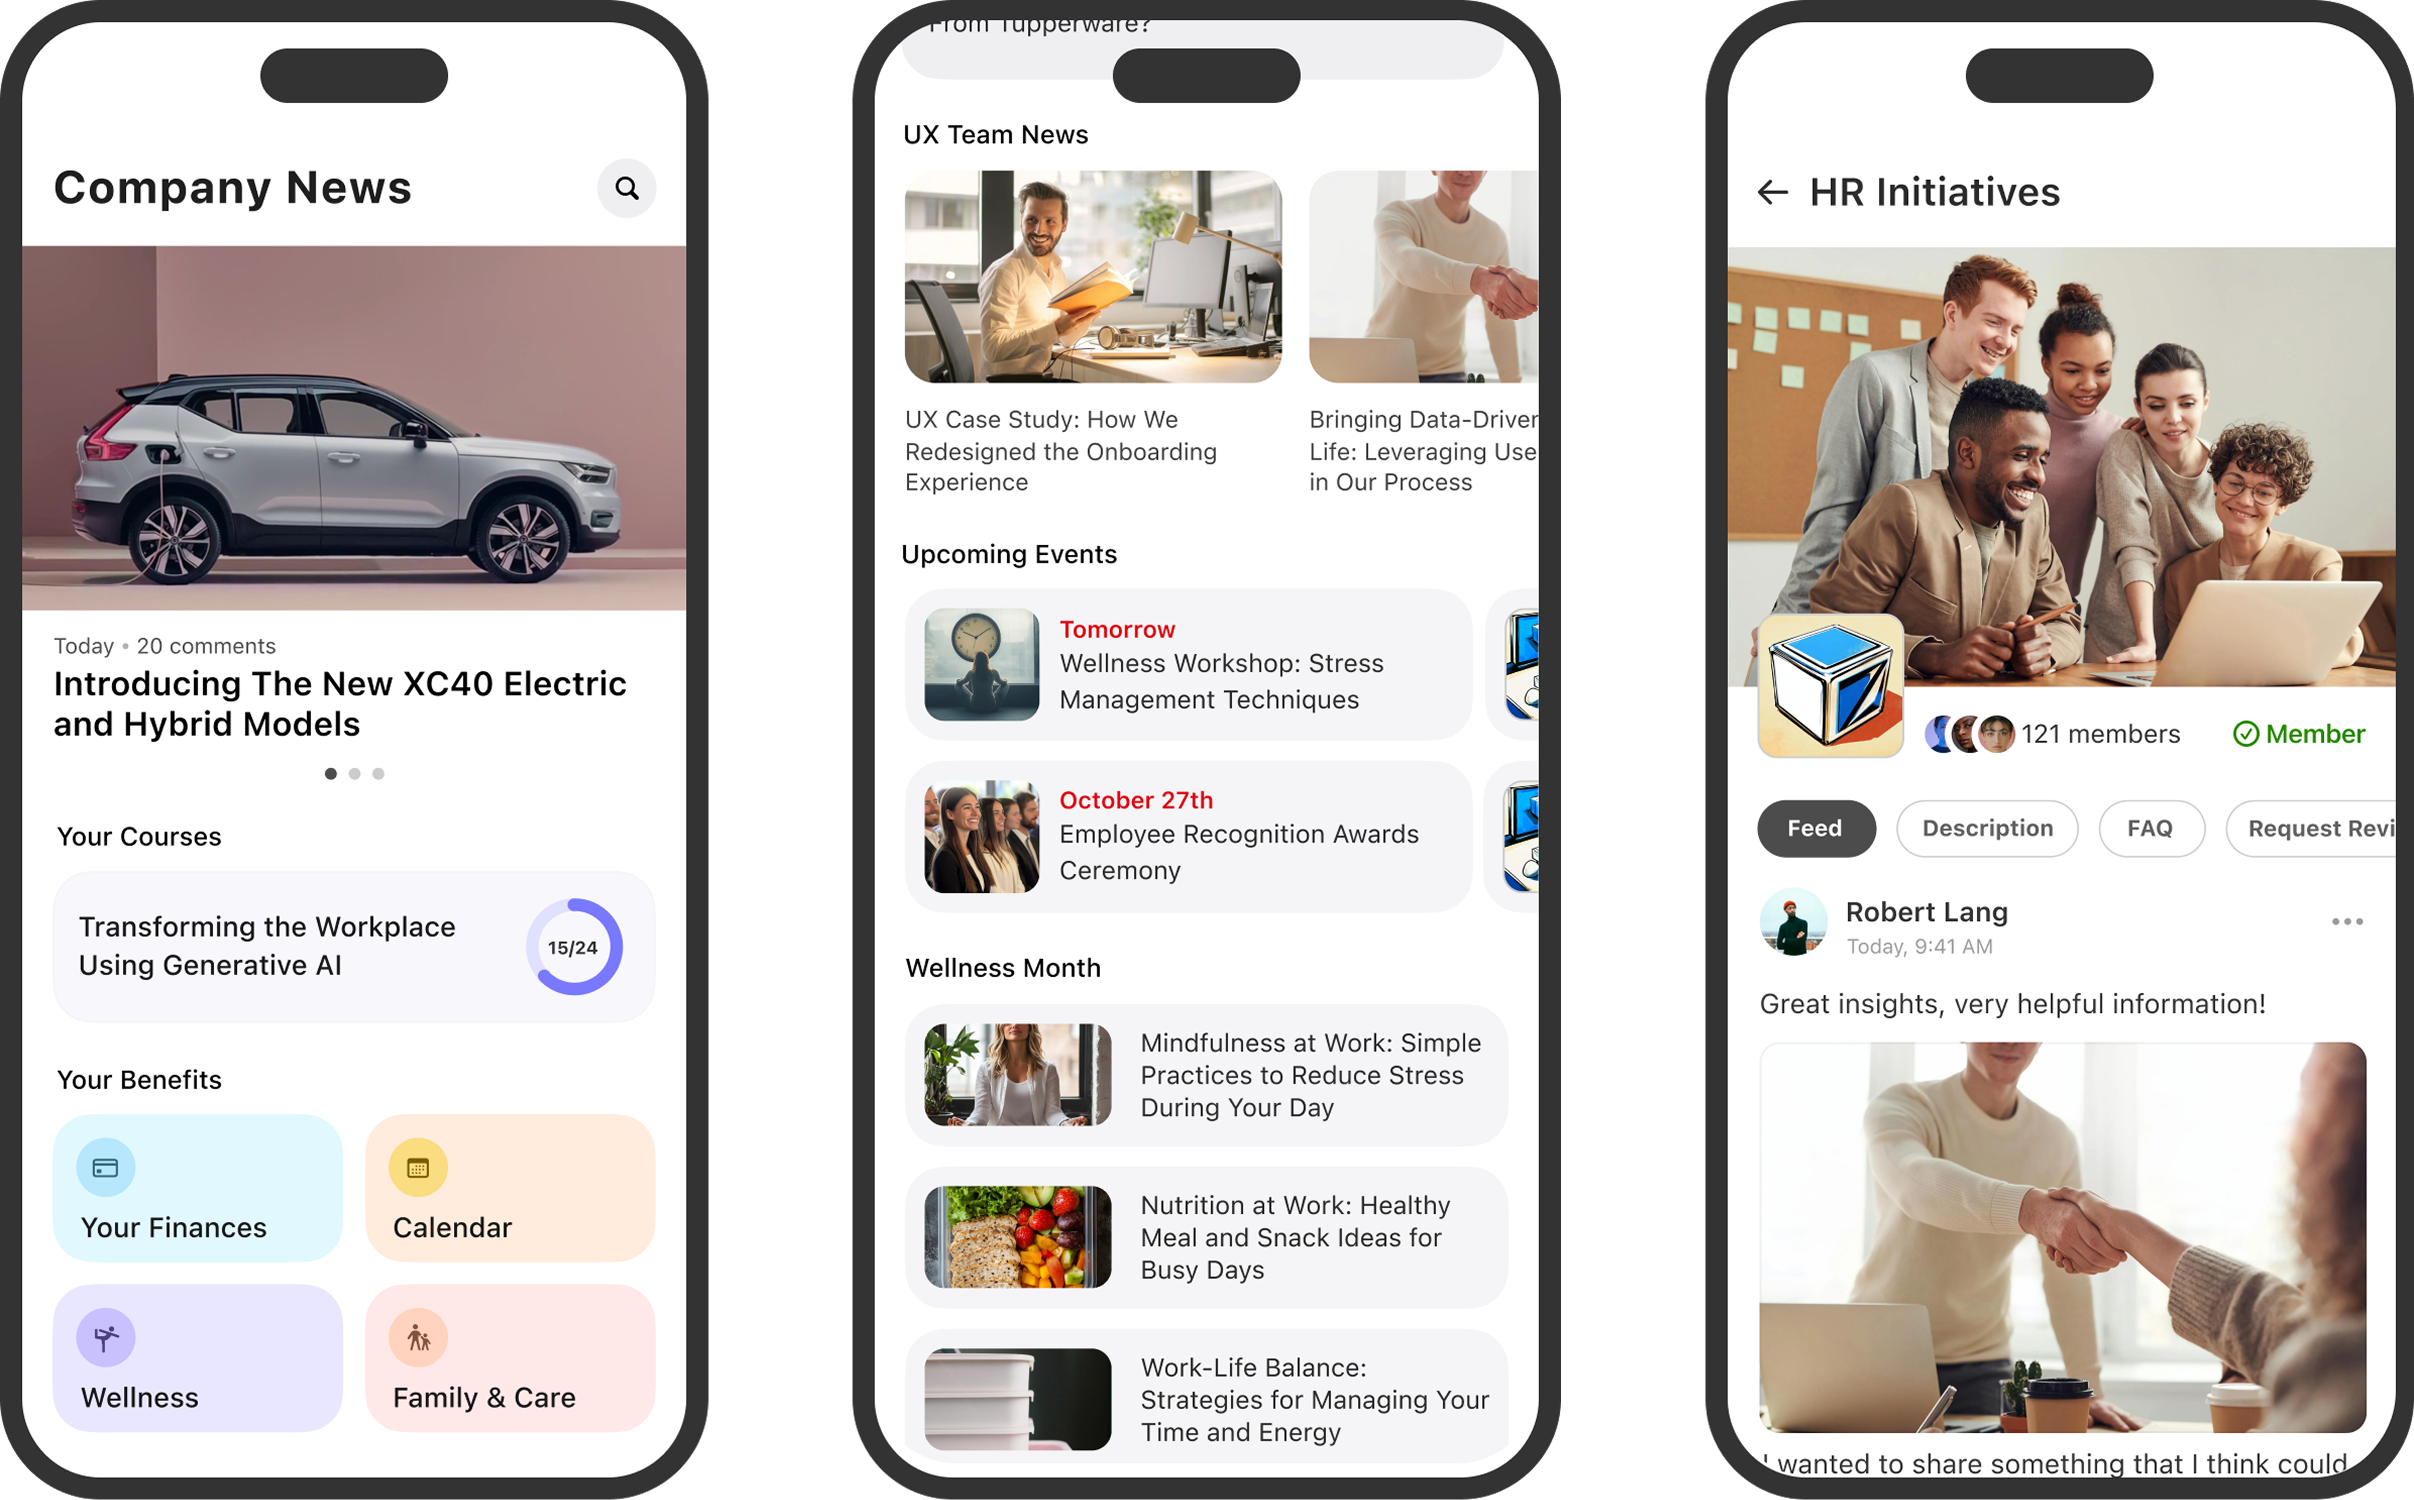 Company News
Today • 20 comments
Introducing The New XC40 Electric
and Hybrid Models
Your Courses
Transforming the Workplace
Using Generative AI
15/24
Your Benefits
Your Finances
Calendar
Wellness
Family & Care
From Tupperware?
UX Team News
UX Case Study: How We
Redesigned the Onboarding
Experience
Bringing Data-Driven
Life: Leveraging Use
in Our Process
Upcoming Events
Tomorrow
Wellness Workshop: Stress
Management Techniques
October 27th
Employee Recognition Awards
Ceremony
Wellness Month
Mindfulness at Work: Simple
Practices to Reduce Stress
During Your Day
Nutrition at Work: Healthy
Meal and Snack Ideas for
Busy Days
Work-Life Balance:
Strategies for Managing Your
Time and Energy
HR Initiatives
121 members
Member
Feed
Description
FAQ
Request Revi
Robert Lang
Today, 9:41 AM
Great insights, very helpful information!
I wanted to share something that I think could